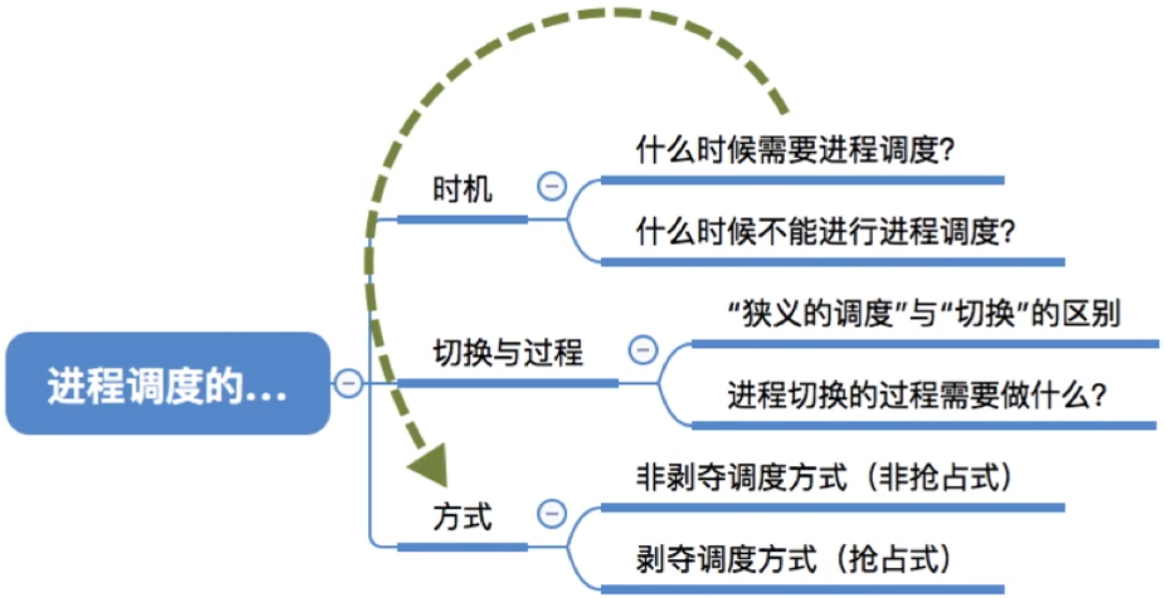 进程调度的...
时机
什么时候需要进程调度?
什么时候不能进行进程调度?
切换与过程
“狭义的调度”与“切换”的区别
进程切换的过程需要做什么?
方式
非剥夺调度方式（非抢占式）
剥夺调度方式（抢占式）